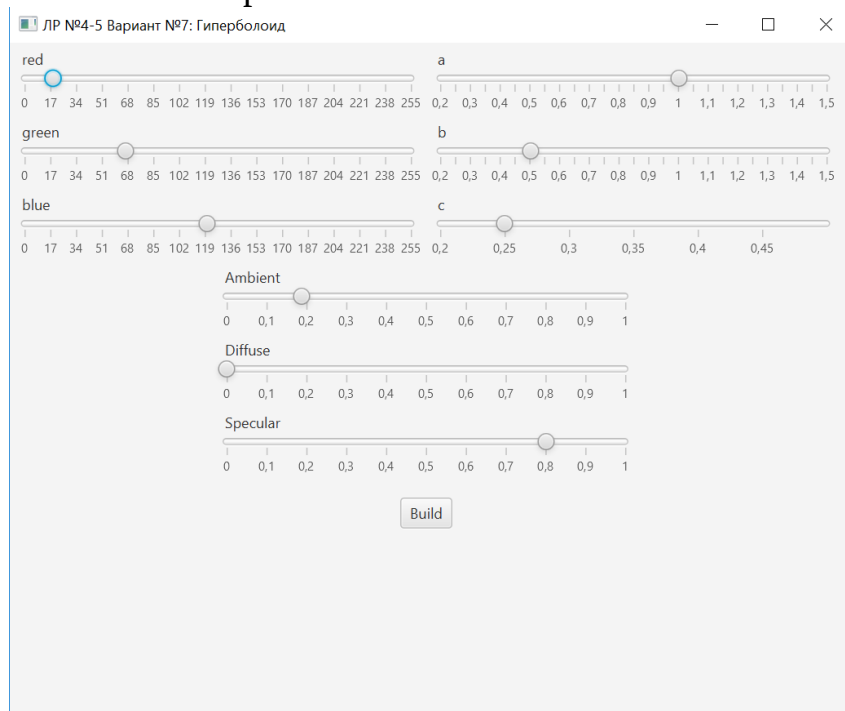 ЛР №4-5 Вариант №7: Гиперболоид
red
0 17 34 51 68 85 102 119 136 153 170 187 204 221 238 255
a
0,2 0,3 0,4 0,5 0,6 0,7 0,8 0,9 1 1,1 1,2 1,3 1,4 1,5
green
0 17 34 51 68 85 102 119 136 153 170 187 204 221 238 255
b
0,2 0,3 0,4 0,5 0,6 0,7 0,8 0,9 1 1,1 1,2 1,3 1,4 1,5
blue
0 17 34 51 68 85 102 119 136 153 170 187 204 221 238 255
c
0,2 0,25 0,3 0,35 0,4 0,45
Ambient
0 0,1 0,2 0,3 0,4 0,5 0,6 0,7 0,8 0,9 1
Diffuse
0 0,1 0,2 0,3 0,4 0,5 0,6 0,7 0,8 0,9 1
Specular
0 0,1 0,2 0,3 0,4 0,5 0,6 0,7 0,8 0,9 1
Build